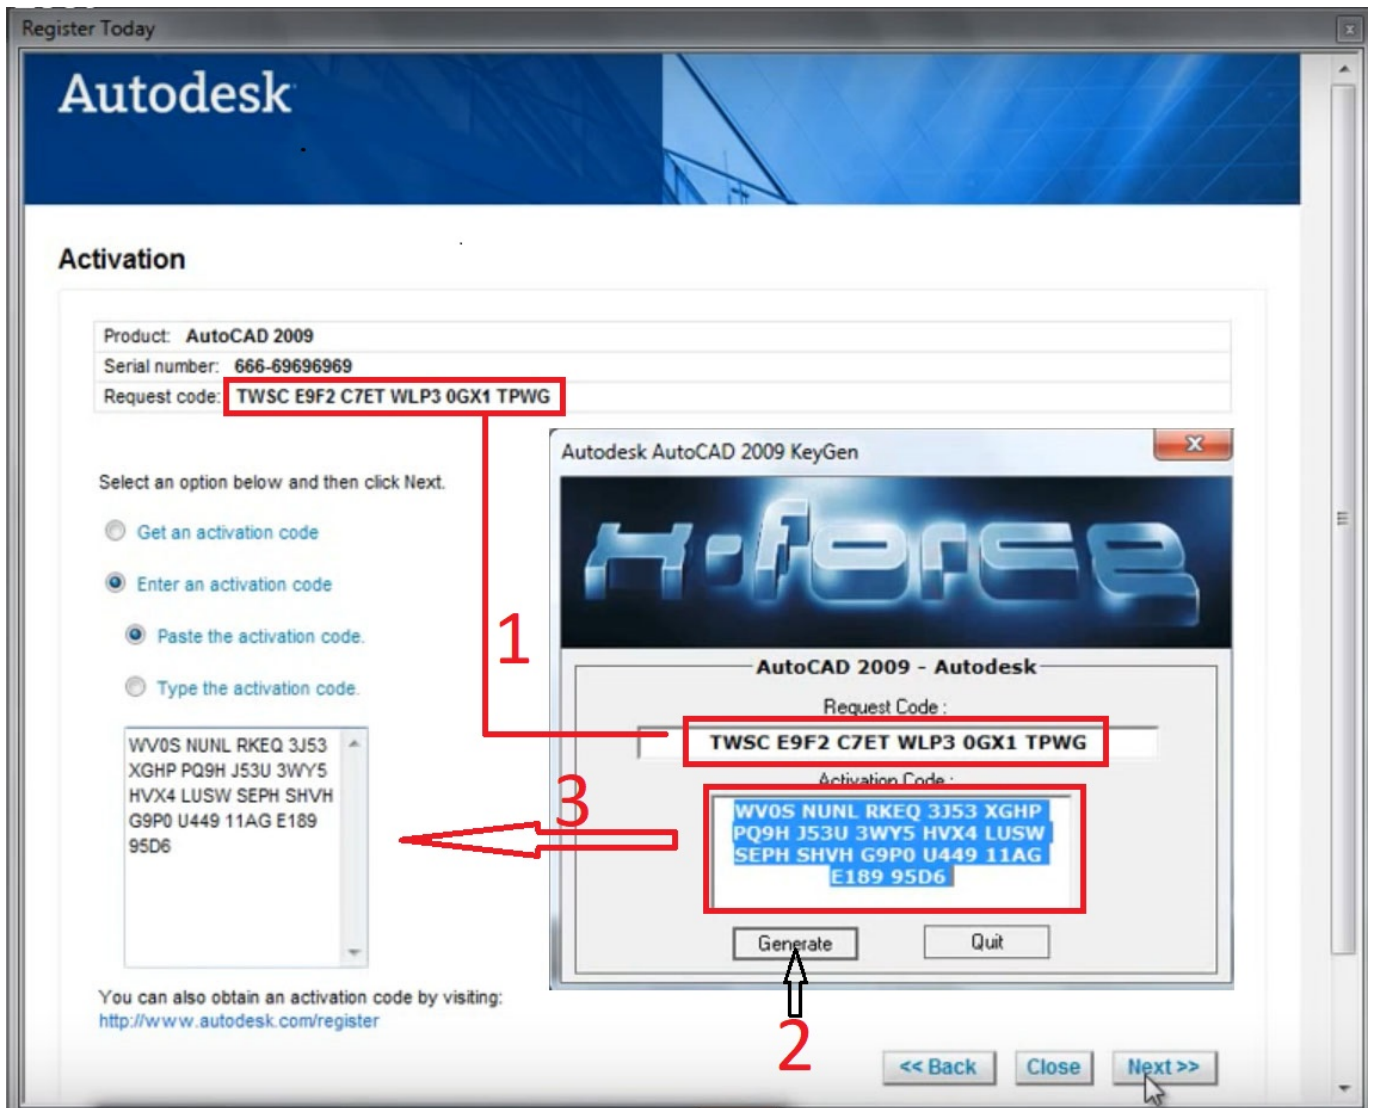 Register Today
Autodesk
Activation
Product: AutoCAD 2009
Serial number: 666-69696969
Request code: TWSC E9F2 C7ET WLP3 0GX1 TPWG
Select an option below and then click Next.
Get an activation code
Enter an activation code
Paste the activation code.
Type the activation code.
WV0S NUNL RKEQ 3J53
XGHP PQ9H J53U 3WY5
HVX4 LUSW SEPH SHVH
G9P0 U449 11AG E189
95D6
You can also obtain an activation code by visiting:
http://www.autodesk.com/register
1
Autodesk AutoCAD 2009 KeyGen
X-force
AutoCAD 2009 - Autodesk
Request Code :
TWSC E9F2 C7ET WLP3 0GX1 TPWG
Activation Code :
3
WV0S NUNL RKEQ 3J53 XGHP
PQ9H J53U 3WY5 HVX4 LUSW
SEPH SHVH G9P0 U449 11AG
E189 95D6
Generate
Quit
2
<< Back
Close
Next >>